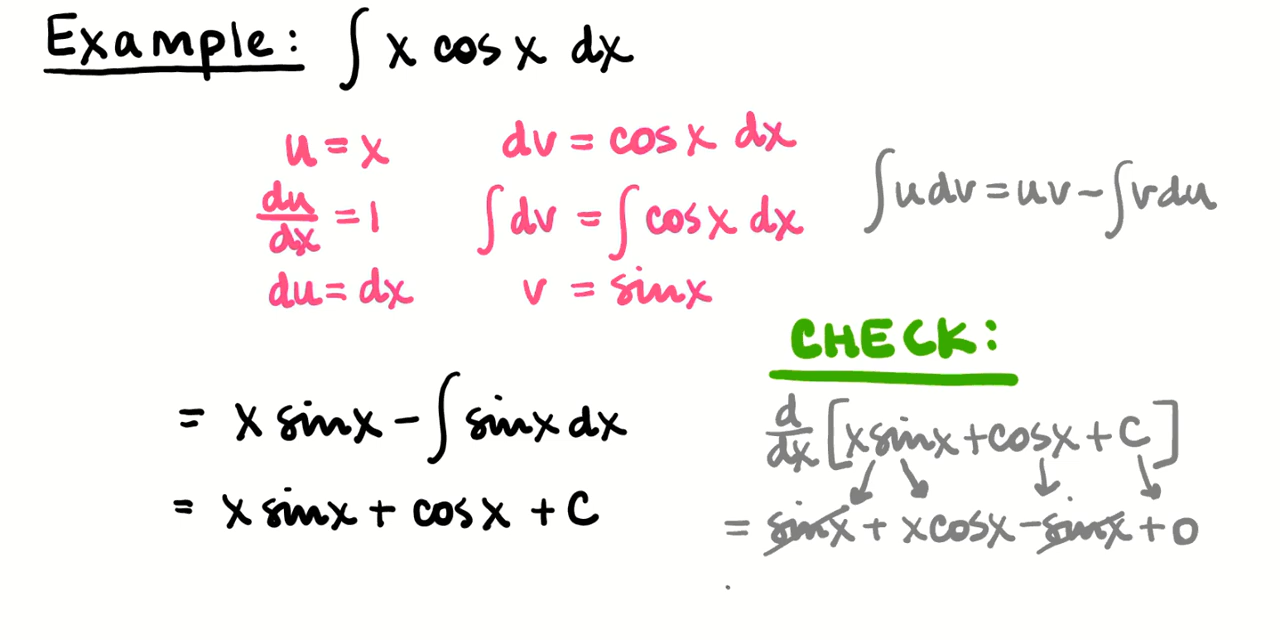 Example: ∫ x cos x dx
u = x
du/dx = 1
du = dx
dv = cos x dx
∫ dv = ∫ cos x dx
v = sin x
∫ u dv = uv − ∫ v du
= x sin x − ∫ sin x dx
= x sin x + cos x + C
CHECK:
d/dx [x sin x + cos x + C]
= sin x + x cos x − sin x + 0